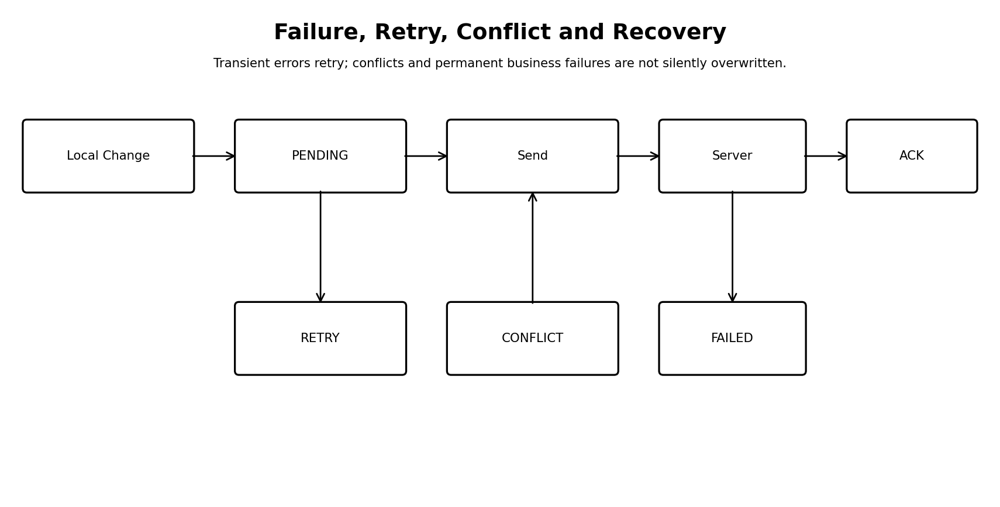 Failure, Retry, Conflict and Recovery
Transient errors retry; conflicts and permanent business failures are not silently overwritten.
Local Change
PENDING
Send
Server
ACK
RETRY
CONFLICT
FAILED